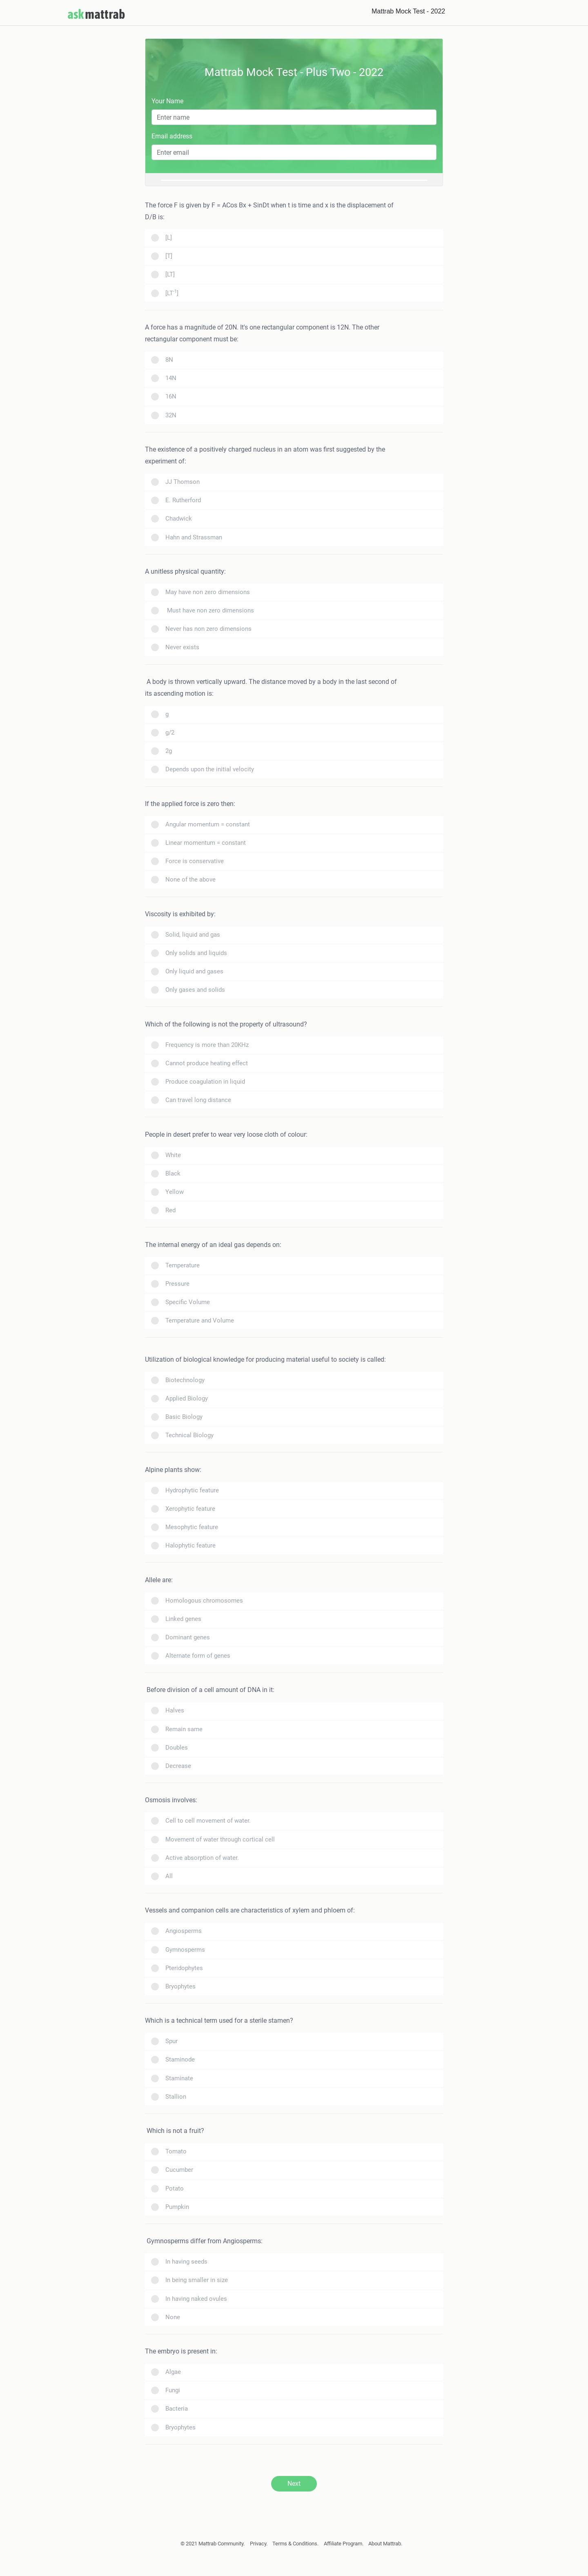 askmattrab
Mattrab Mock Test - 2022
Mattrab Mock Test - Plus Two - 2022
Your Name
Enter name
Email address
Enter email
The force F is given by F = ACos Bx + SinDt when t is time and x is the displacement of
D/B is:
[L]
[T]
[LT]
[LT⁻¹]
A force has a magnitude of 20N. It's one rectangular component is 12N. The other
rectangular component must be:
8N
14N
16N
32N
The existence of a positively charged nucleus in an atom was first suggested by the
experiment of:
JJ Thomson
E. Rutherford
Chadwick
Hahn and Strassman
A unitless physical quantity:
May have non zero dimensions
Must have non zero dimensions
Never has non zero dimensions
Never exists
A body is thrown vertically upward. The distance moved by a body in the last second of
its ascending motion is:
g
g/2
2g
Depends upon the initial velocity
If the applied force is zero then:
Angular momentum = constant
Linear momentum = constant
Force is conservative
None of the above
Viscosity is exhibited by:
Solid, liquid and gas
Only solids and liquids
Only liquid and gases
Only gases and solids
Which of the following is not the property of ultrasound?
Frequency is more than 20KHz
Cannot produce heating effect
Produce coagulation in liquid
Can travel long distance
People in desert prefer to wear very loose cloth of colour:
White
Black
Yellow
Red
The internal energy of an ideal gas depends on:
Temperature
Pressure
Specific Volume
Temperature and Volume
Utilization of biological knowledge for producing material useful to society is called:
Biotechnology
Applied Biology
Basic Biology
Technical Biology
Alpine plants show:
Hydrophytic feature
Xerophytic feature
Mesophytic feature
Halophytic feature
Allele are:
Homologous chromosomes
Linked genes
Dominant genes
Alternate form of genes
Before division of a cell amount of DNA in it:
Halves
Remain same
Doubles
Decrease
Osmosis involves:
Cell to cell movement of water
Movement of water through cortical cell
Active absorption of water
All
Vessels and companion cells are characteristics of xylem and phloem of:
Angiosperms
Gymnosperms
Pteridophytes
Bryophytes
Which is a technical term used for a sterile stamen?
Spur
Staminode
Staminate
Stallion
Which is not a fruit?
Tomato
Cucumber
Potato
Pumpkin
Gymnosperms differ from Angiosperms:
In having seeds
In being smaller in size
In having naked ovules
None
The embryo is present in:
Algae
Fungi
Bacteria
Bryophytes
Next
© 2021 Mattrab Community. Privacy. Terms & Conditions. Affiliate Program. About Mattrab.